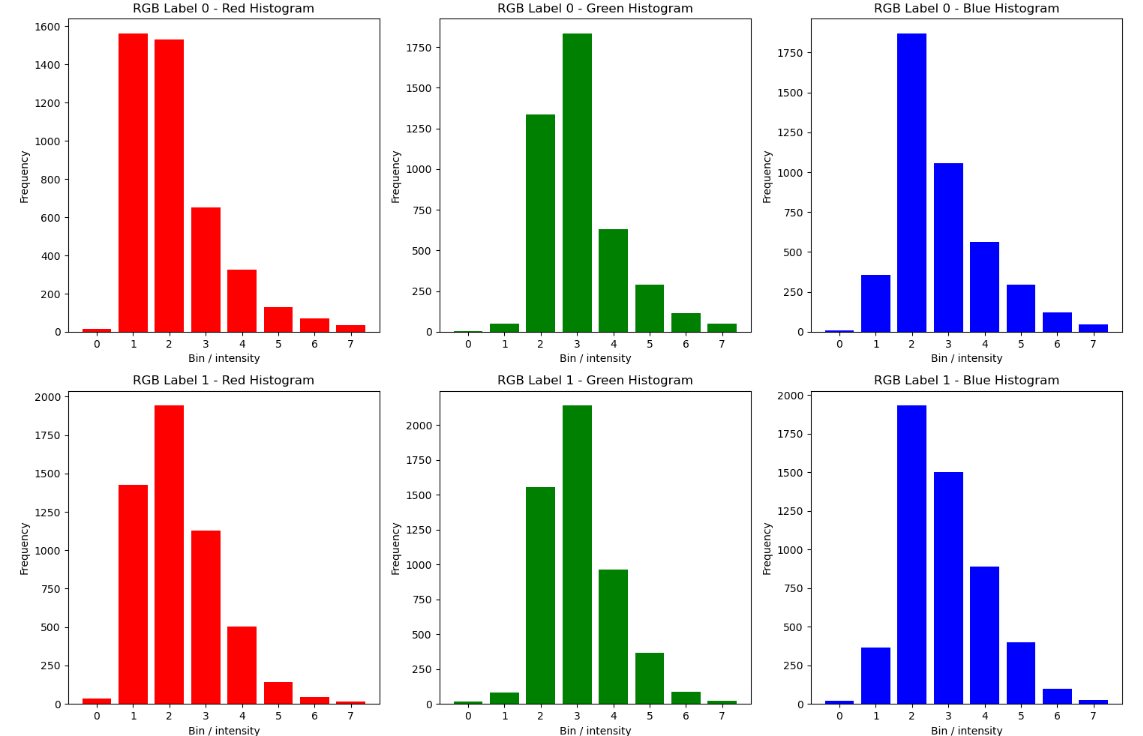 RGB Label 0 - Red Histogram
1600
1400
1200
1000
800
600
400
200
0
Frequency
0 1 2 3 4 5 6 7
Bin / intensity
RGB Label 0 - Green Histogram
1750
1500
1250
1000
750
500
250
0
Frequency
0 1 2 3 4 5 6 7
Bin / intensity
RGB Label 0 - Blue Histogram
1750
1500
1250
1000
750
500
250
0
Frequency
0 1 2 3 4 5 6 7
Bin / intensity
RGB Label 1 - Red Histogram
2000
1750
1500
1250
1000
750
500
250
0
Frequency
0 1 2 3 4 5 6 7
Bin / intensity
RGB Label 1 - Green Histogram
2000
1750
1500
1250
1000
750
500
250
0
Frequency
0 1 2 3 4 5 6 7
Bin / intensity
RGB Label 1 - Blue Histogram
2000
1750
1500
1250
1000
750
500
250
0
Frequency
0 1 2 3 4 5 6 7
Bin / intensity